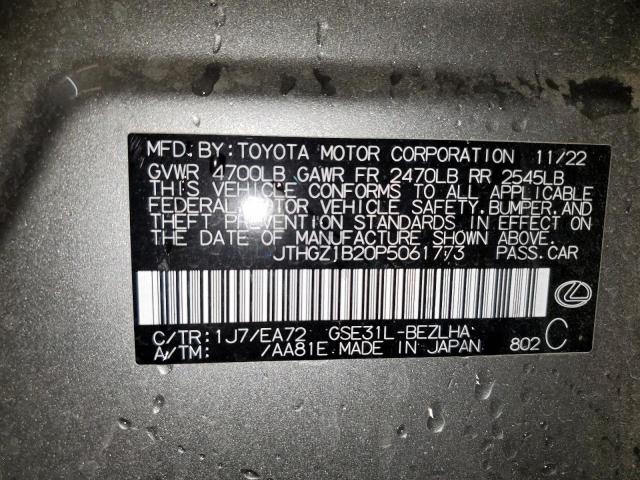 MFD. BY: TOYOTA MOTOR CORPORATION 11/22
GVWR 4700LB GAWR FR 2470LB RR 2545LB
THIS VEHICLE CONFORMS TO ALL APPLICABLE
FEDERAL MOTOR VEHICLE SAFETY, BUMPER, AND
THEFT PREVENTION STANDARDS IN EFFECT ON
THE DATE OF MANUFACTURE SHOWN ABOVE.
JTHGZ1B20P5061773 PASS. CAR
C/TR: 1J7/EA72 GSE31L-BEZLHA C
A/TM: /AA81E MADE IN JAPAN 802